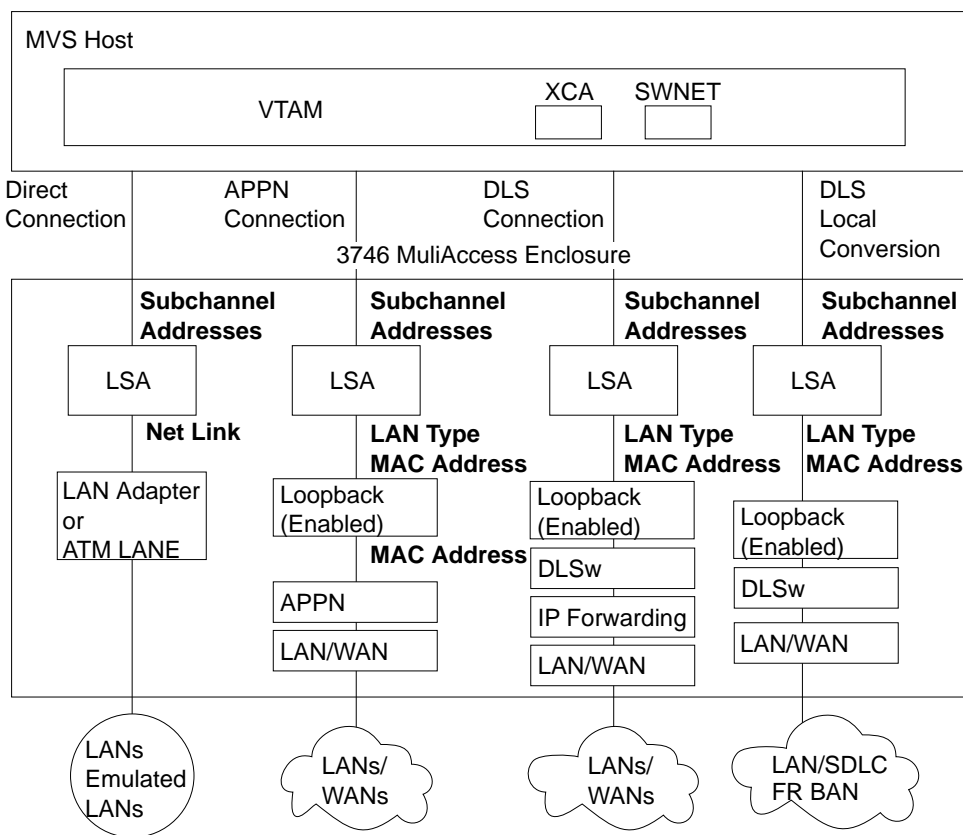 MVS Host
VTAM
XCA
SWNET
Direct
Connection
APPN
Connection
DLS
Connection
DLS
Local
Conversion
3746 MuliAccess Enclosure
Subchannel
Addresses
Subchannel
Addresses
Subchannel
Addresses
Subchannel
Addresses
LSA
LSA
LSA
LSA
Net Link
LAN Type
MAC Address
LAN Type
MAC Address
LAN Type
MAC Address
LAN Adapter
or
ATM LANE
Loopback
(Enabled)
MAC Address
APPN
LAN/WAN
Loopback
(Enabled)
DLSw
IP Forwarding
LAN/WAN
Loopback
(Enabled)
DLSw
LAN/WAN
LANs
Emulated
LANs
LANs/
WANs
LANs/
WANs
LAN/SDLC
FR BAN